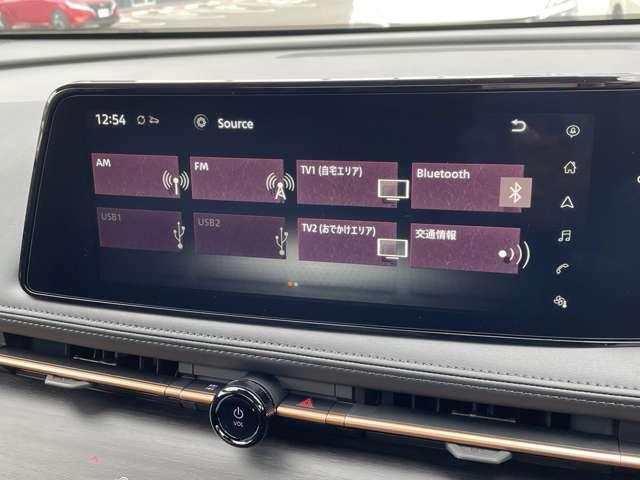 12:54
Source
AM
FM
TV1 (自宅エリア)
Bluetooth
USB1
USB2
TV2 (おでかけエリア)
交通情報
VOL